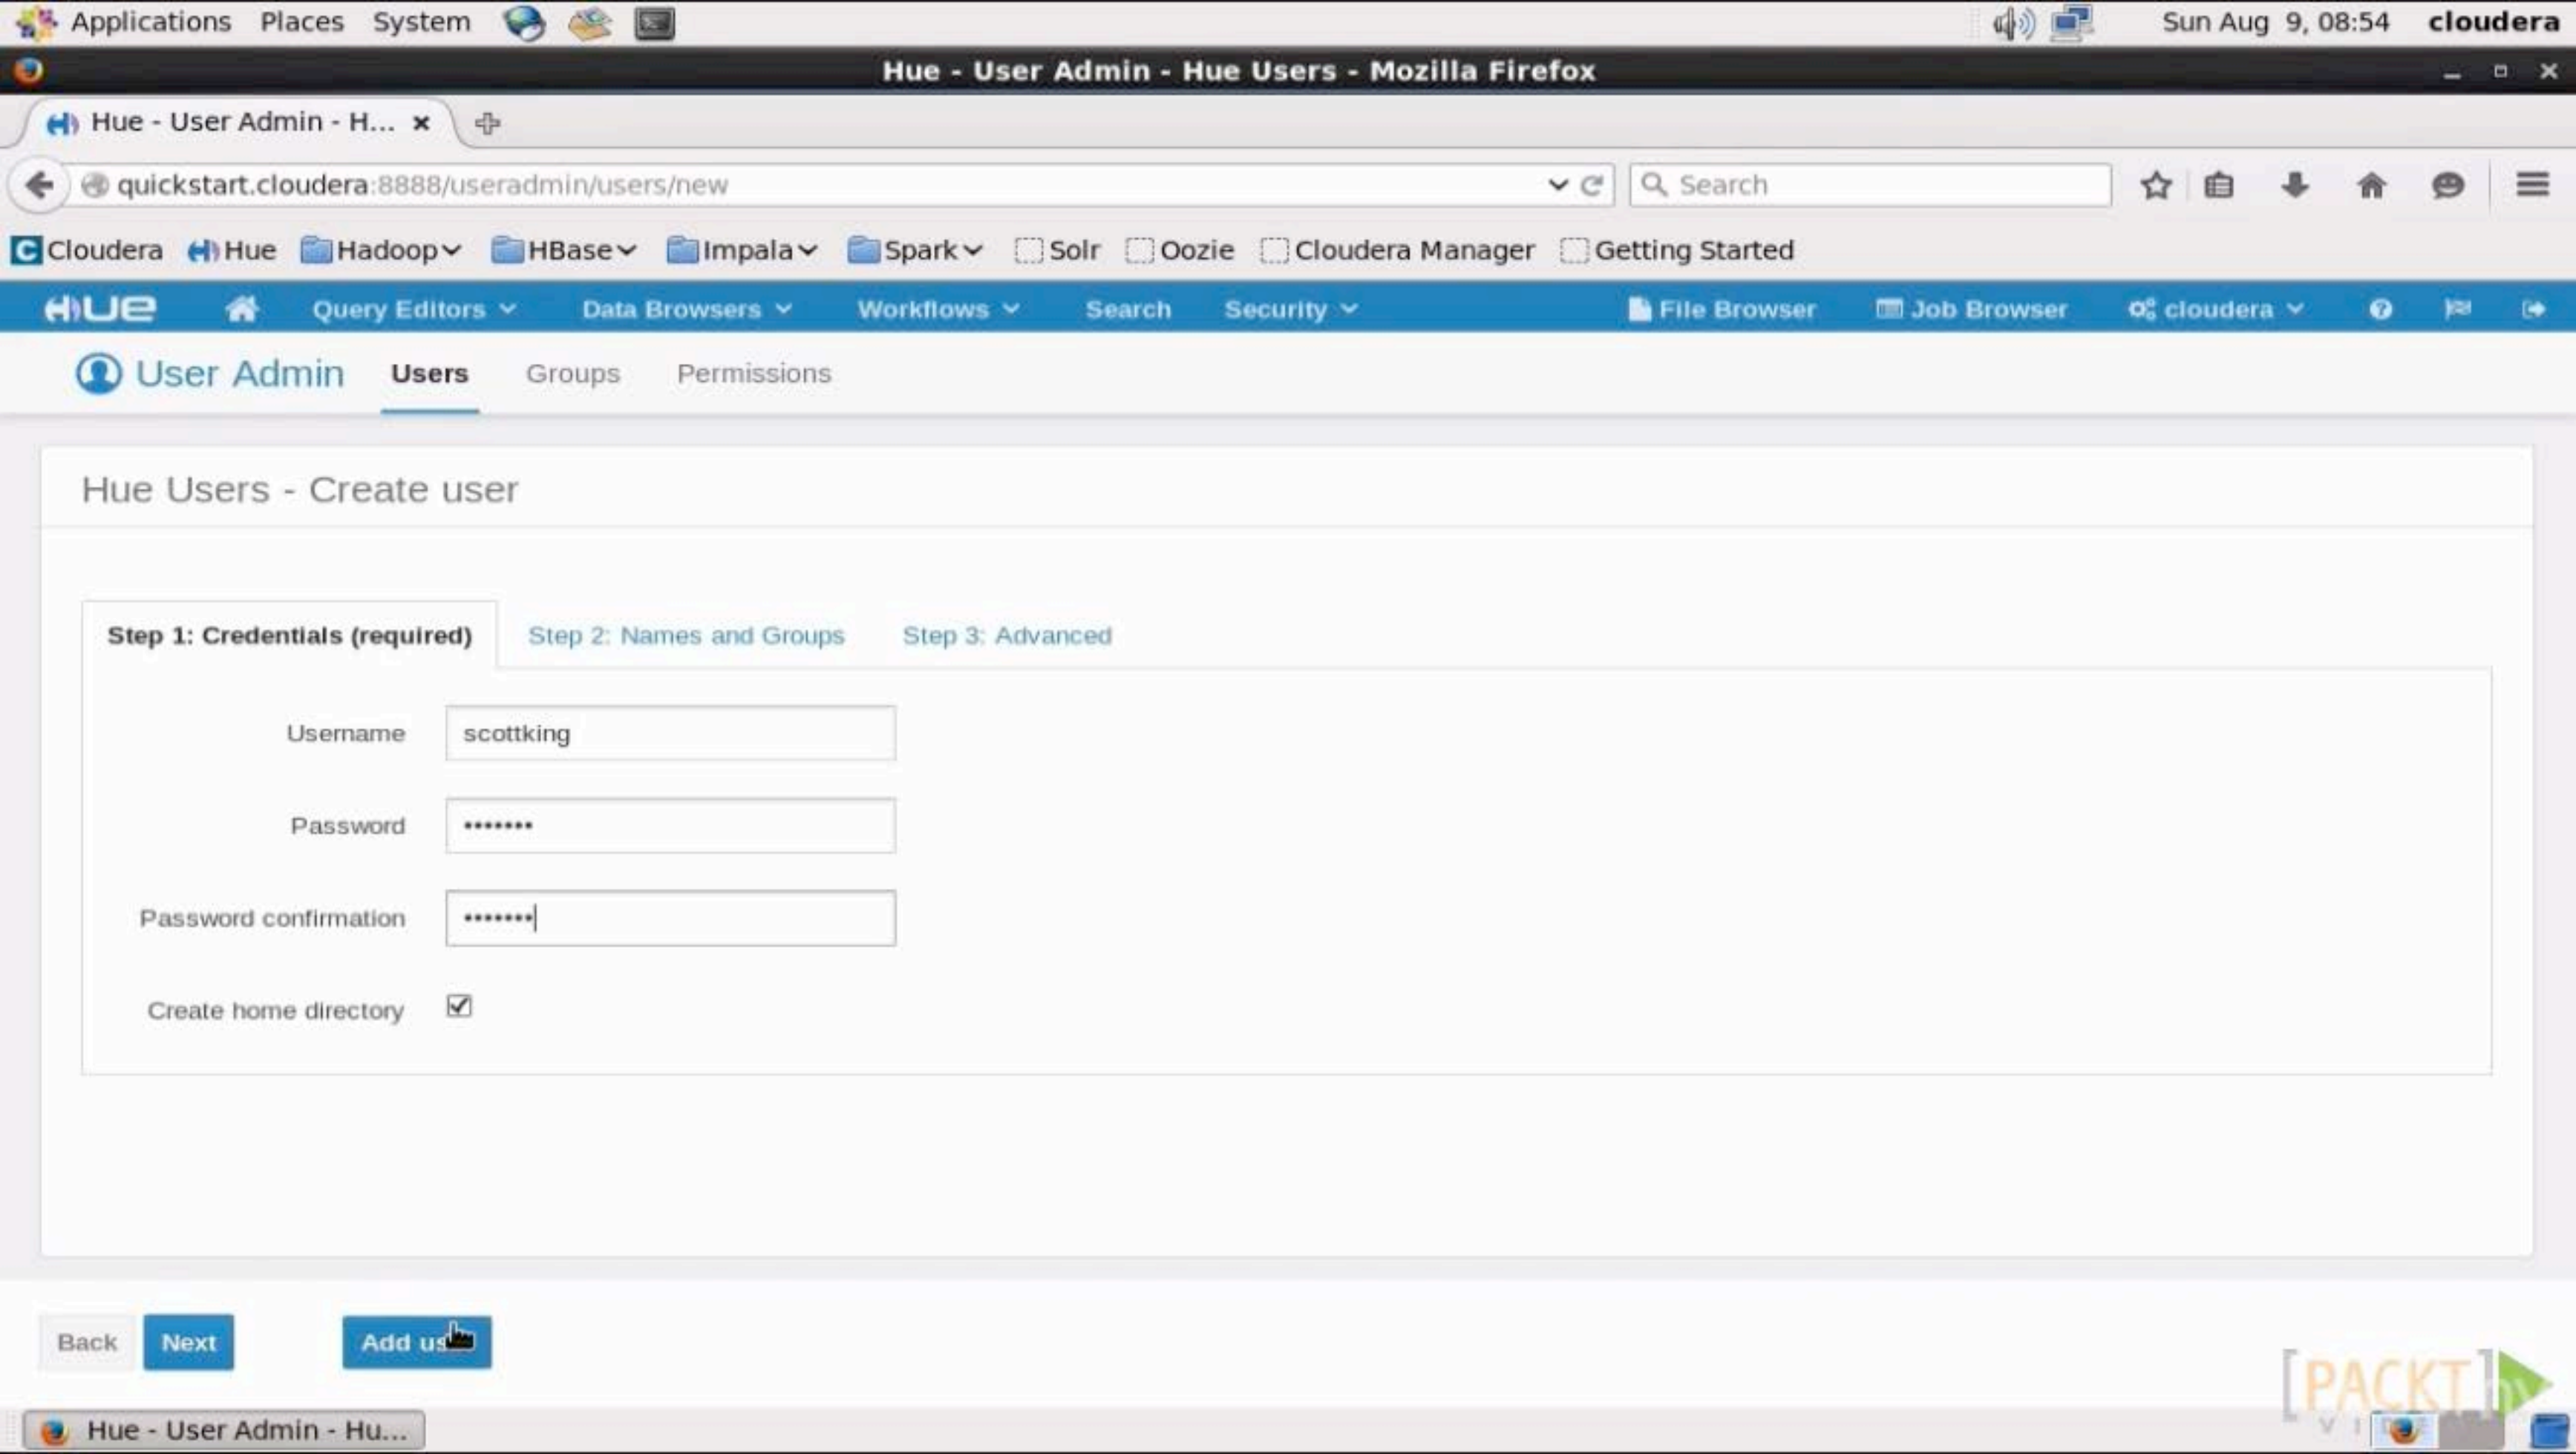 Applications Places System Sun Aug 9, 08:54 cloudera
Hue - User Admin - Hue Users - Mozilla Firefox
Hue - User Admin - H...
quickstart.cloudera:8888/useradmin/users/new Search
Cloudera Hue Hadoop HBase Impala Spark Solr Oozie Cloudera Manager Getting Started
HUE Query Editors Data Browsers Workflows Search Security File Browser Job Browser cloudera
User Admin Users Groups Permissions
Hue Users - Create user
Step 1: Credentials (required) Step 2: Names and Groups Step 3: Advanced
Username scottking
Password •••••••
Password confirmation •••••••
Create home directory
Back Next Add
[PACKT]
Hue - User Admin - Hu...